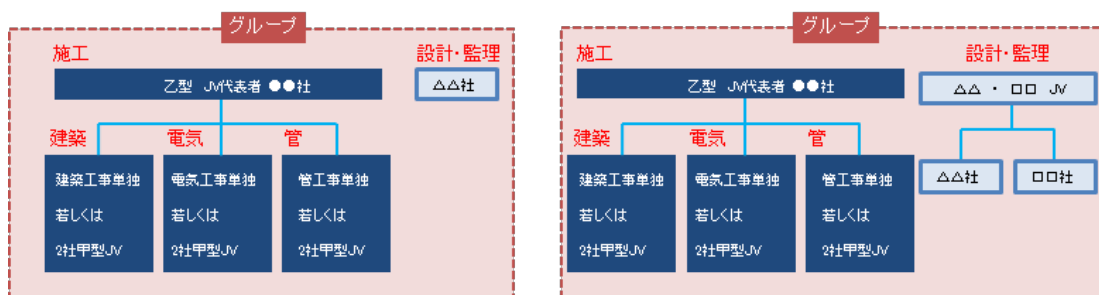 グループ
施工
設計・監理
乙型 JV代表者 ●●社
△△社
建築
電気
管
建築工事単独
若しくは
2社甲型JV
電気工事単独
若しくは
2社甲型JV
管工事単独
若しくは
2社甲型JV
グループ
施工
設計・監理
乙型 JV代表者 ●●社
△△ ・ □□ JV
建築
電気
管
建築工事単独
若しくは
2社甲型JV
電気工事単独
若しくは
2社甲型JV
管工事単独
若しくは
2社甲型JV
△△社
□□社